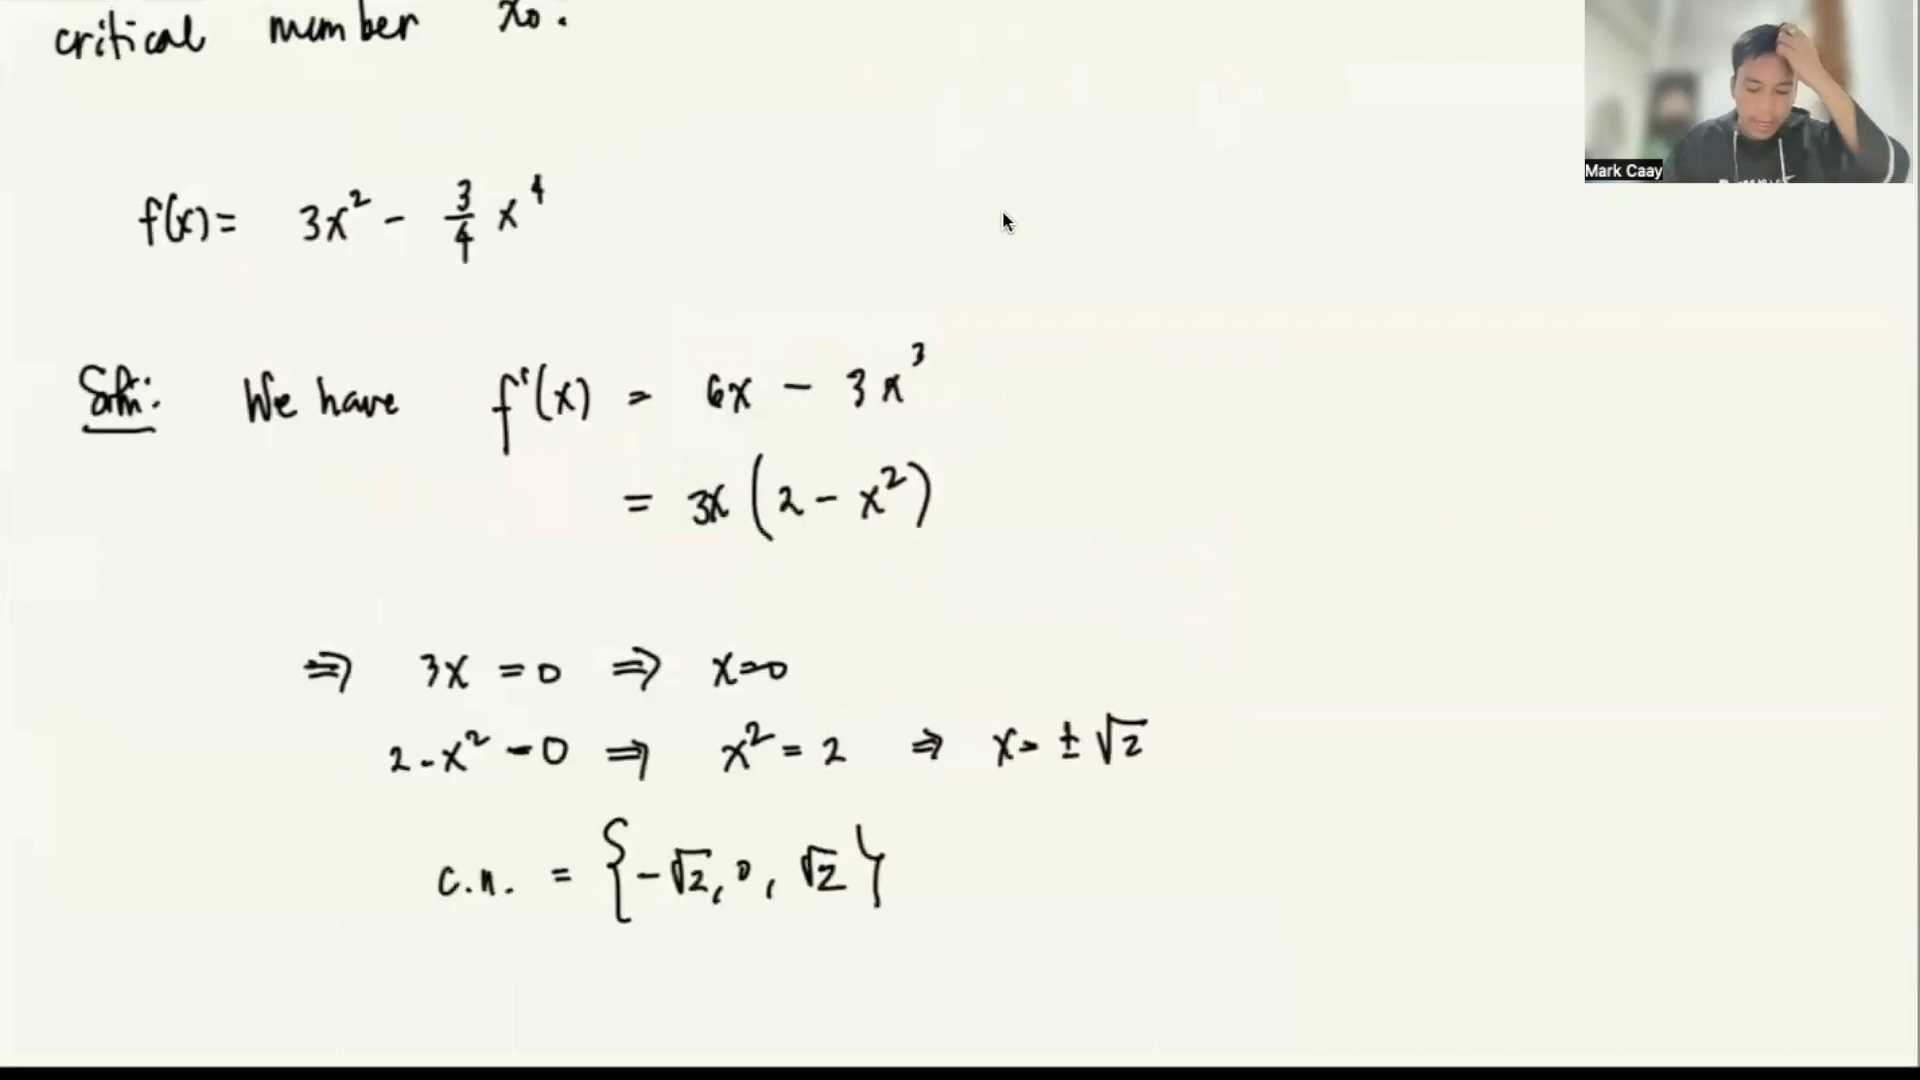 critical number x₀.
Mark Caay
f(x) = 3x² - 3/4 x⁴
Soln: We have f'(x) = 6x - 3x³
= 3x (2 - x²)
⇒ 3x = 0 ⇒ x=0
2 - x² = 0 ⇒ x² = 2 ⇒ x = ± √2
c.n. = {-√2, 0, √2}